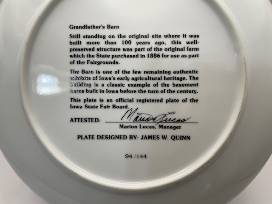 Grandfather's Barn
Still standing on the original site where it was
built more than 100 years ago, this well-
preserved structure was part of the original farm
which the State purchased in 1886 for use as part
of the Fairgrounds.
The Barn is one of the few remaining authentic
exhibits of Iowa's early agricultural heritage. The
building is a classic example of the basement
barns built in Iowa before the turn of the century.
This plate is an official registered plate of the
Iowa State Fair Board.
ATTESTED: Marion Lucas
Marion Lucas, Manager
PLATE DESIGNED BY: JAMES W. QUINN